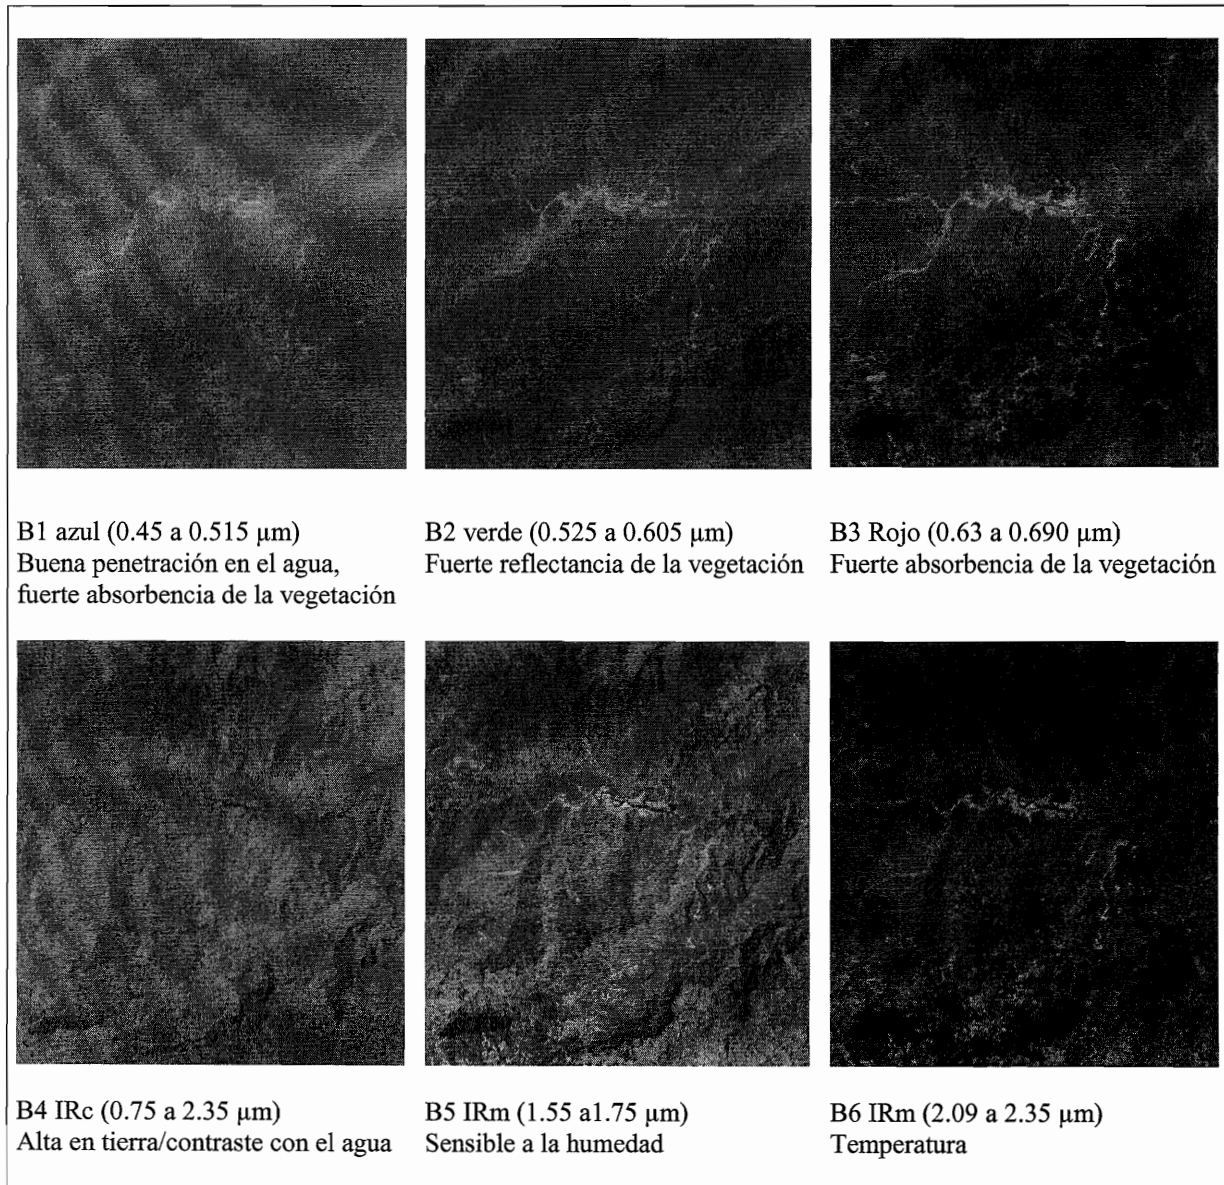 B1 azul (0.45 a 0.515 µm)
Buena penetración en el agua,
fuerte absorbencia de la vegetación
B2 verde (0.525 a 0.605 µm)
Fuerte reflectancia de la vegetación
B3 Rojo (0.63 a 0.690 µm)
Fuerte absorbencia de la vegetación
B4 IRc (0.75 a 2.35 µm)
Alta en tierra/contraste con el agua
B5 IRm (1.55 a1.75 µm)
Sensible a la humedad
B6 IRm (2.09 a 2.35 µm)
Temperatura